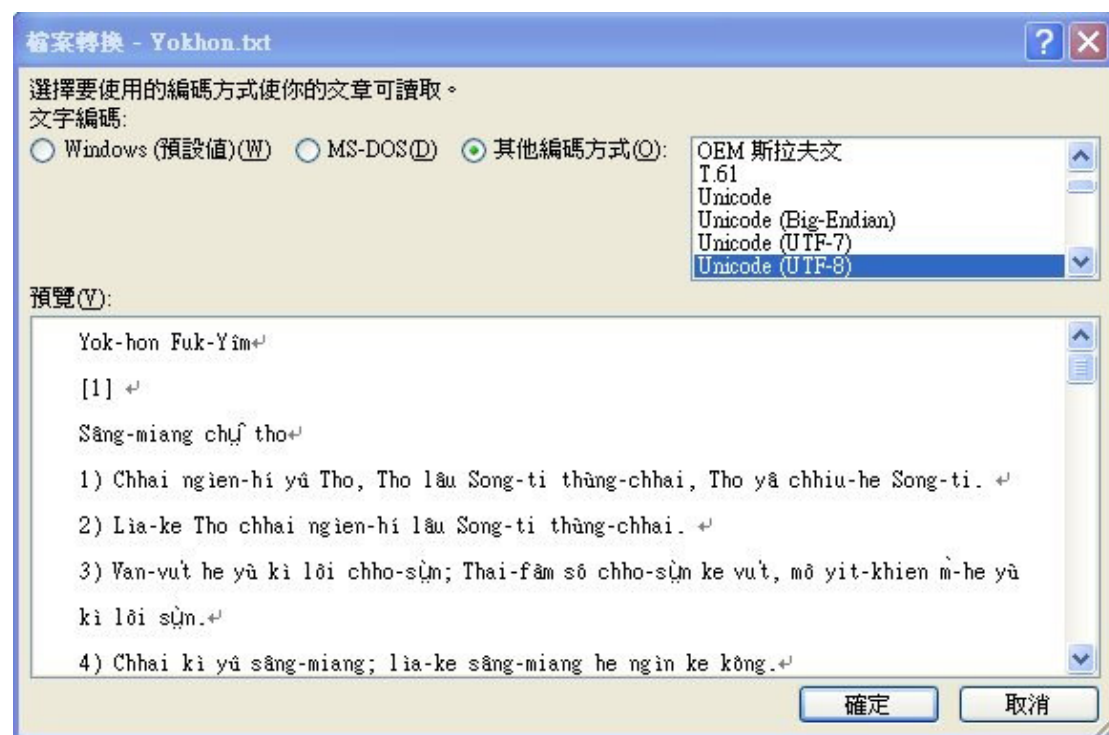 檔案轉換 - Yokhon.txt
選擇要使用的編碼方式使你的文章可讀取。
文字編碼:
Windows (預設值)(W) MS-DOS(D) 其他編碼方式(O):
OEM 斯拉夫文
T.61
Unicode
Unicode (Big-Endian)
Unicode (UTF-7)
Unicode (UTF-8)
預覽(V):
Yok-hon Fuk-Yîm↵
[1] ↵
Sâng-miang chṳ̂ tho↵
1) Chhai ngièn-hí yû Tho, Tho lâu Song-ti thùng-chhai, Tho yâ chhiu-he Song-ti. ↵
2) Lìa-ke Tho chhai ngièn-hí lâu Song-ti thùng-chhai. ↵
3) Van-vu̍t he yù kì lôi chho-sṳ̀n; Thai-fâm só chho-sṳ̀n ke vu̍t, mô yit-khien m̀-he yù
kì lôi sṳ̀n.↵
4) Chhai kì yû sâng-miang; lìa-ke sâng-miang he ngìn ke kông.↵
確定 取消